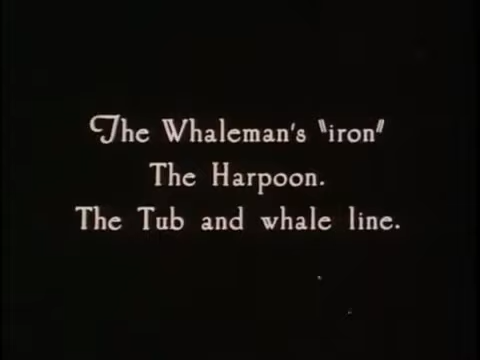 The Whaleman's "iron"
The Harpoon.
The Tub and whale line.